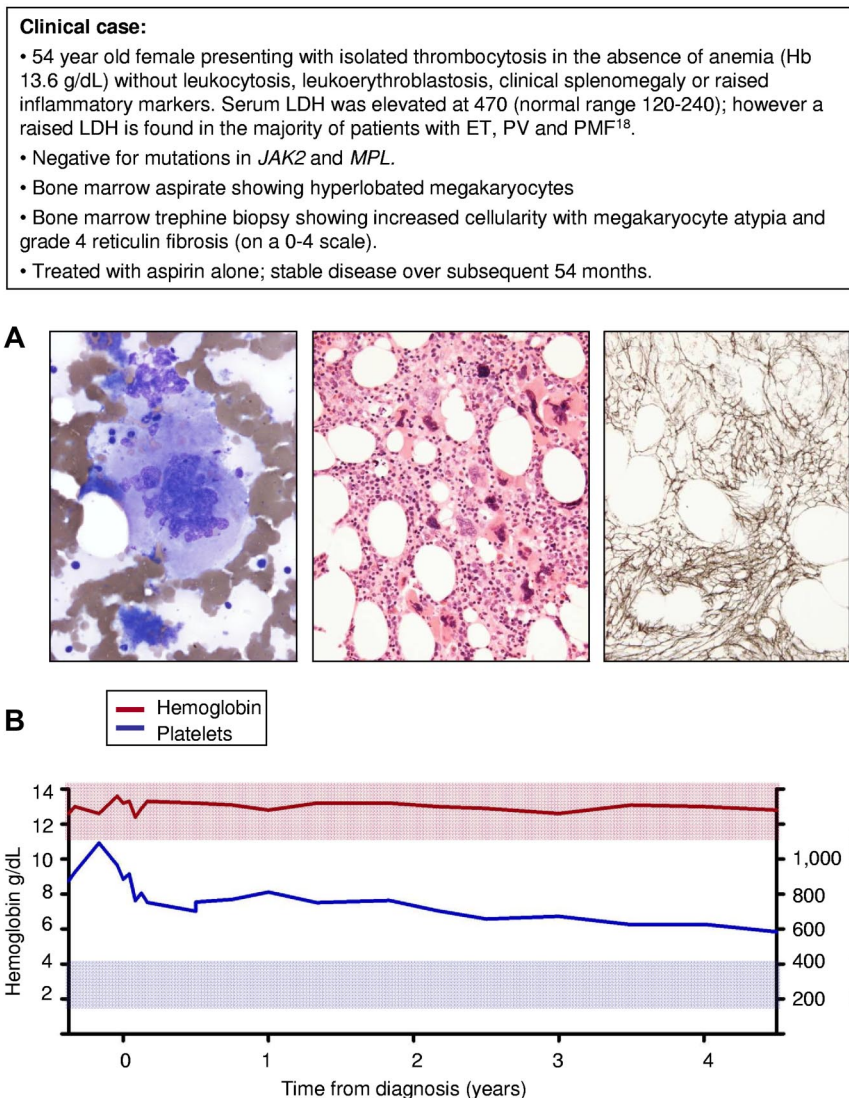 Clinical case:
• 54 year old female presenting with isolated thrombocytosis in the absence of anemia (Hb
13.6 g/dL) without leukocytosis, leukoerythroblastosis, clinical splenomegaly or raised
inflammatory markers. Serum LDH was elevated at 470 (normal range 120-240); however a
raised LDH is found in the majority of patients with ET, PV and PMF18.
• Negative for mutations in JAK2 and MPL.
• Bone marrow aspirate showing hyperlobated megakaryocytes
• Bone marrow trephine biopsy showing increased cellularity with megakaryocyte atypia and
grade 4 reticulin fibrosis (on a 0-4 scale).
• Treated with aspirin alone; stable disease over subsequent 54 months.
A
B
Hemoglobin
Platelets
Hemoglobin g/dL
14
12
10
8
6
4
2
1,000
800
600
400
200
0 1 2 3 4
Time from diagnosis (years)